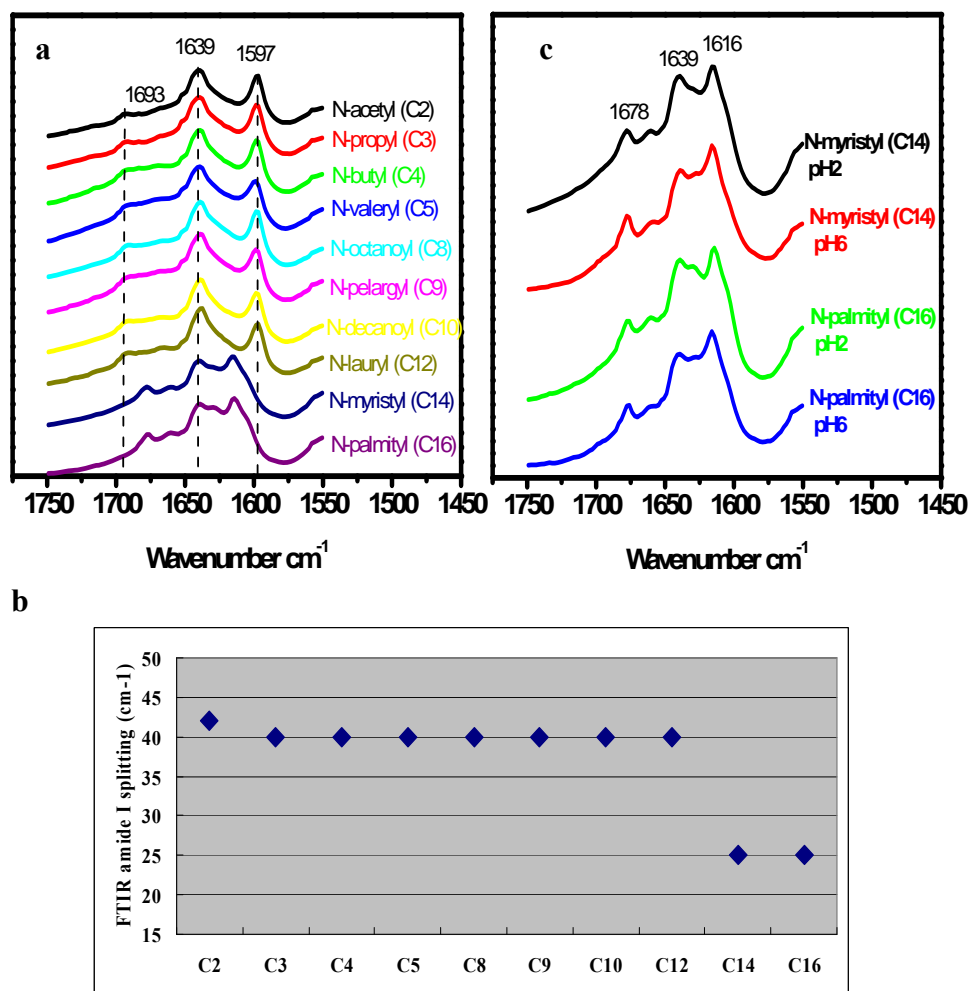 a
1693
1639
1597
N-acetyl (C2)
N-propyl (C3)
N-butyl (C4)
N-valeryl (C5)
N-octanoyl (C8)
N-pelargyl (C9)
N-decanoyl (C10)
N-lauryl (C12)
N-myristyl (C14)
N-palmityl (C16)
1750 1700 1650 1600 1550 1500 1450
Wavenumber cm-1
c
1678
1639
1616
N-myristyl (C14)
pH2
N-myristyl (C14)
pH6
N-palmityl (C16)
pH2
N-palmityl (C16)
pH6
1750 1700 1650 1600 1550 1500 1450
Wavenumber cm-1
b
FTIR amide I splitting (cm-1)
50
45
40
35
30
25
20
15
C2 C3 C4 C5 C8 C9 C10 C12 C14 C16